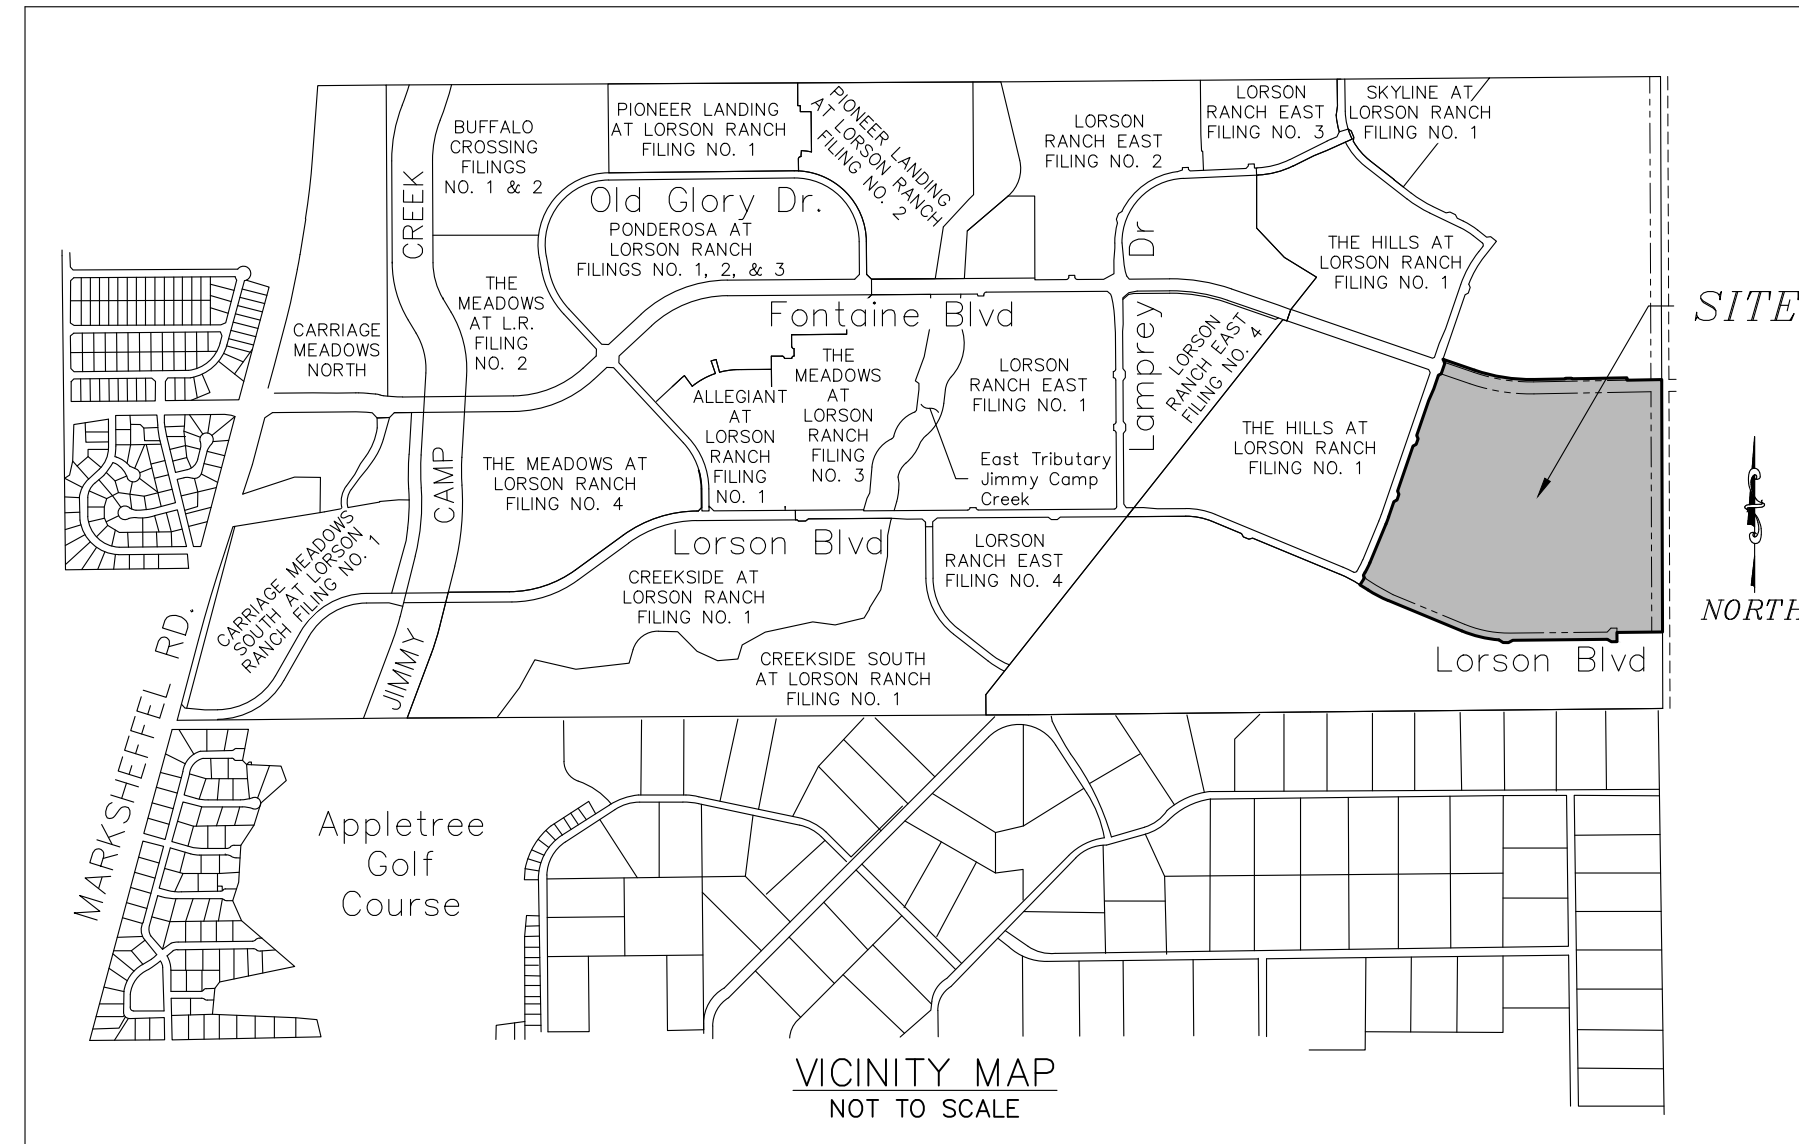 BUFFALO
CROSSING
FILINGS
NO. 1 & 2
PIONEER LANDING
AT LORSON RANCH
FILING NO. 1
PIONEER LANDING
AT LORSON RANCH
FILING NO. 2
LORSON
RANCH EAST
FILING NO. 2
LORSON
RANCH EAST
FILING NO. 3
SKYLINE AT
LORSON RANCH
FILING NO. 1
CREEK
Old Glory Dr.
PONDEROSA AT
LORSON RANCH
FILINGS NO. 1, 2, & 3
Dr
THE HILLS AT
LORSON RANCH
FILING NO. 1
THE
MEADOWS
AT L.R.
FILING
NO. 2
CARRIAGE
MEADOWS
NORTH
Fontaine Blvd
SITE
LORSON
RANCH EAST
FILING NO. 4
Lamprey
THE
MEADOWS
AT
LORSON
RANCH
FILING
NO. 3
LORSON
RANCH EAST
FILING NO. 1
ALLEGIANT
AT
LORSON
RANCH
FILING
NO. 1
THE HILLS AT
LORSON RANCH
FILING NO. 1
CAMP
THE MEADOWS AT
LORSON RANCH
FILING NO. 4
East Tributary
Jimmy Camp
Creek
CARRIAGE MEADOWS
SOUTH AT LORSON
RANCH FILING NO. 1
Lorson Blvd
LORSON
RANCH EAST
FILING NO. 4
CREEKSIDE AT
LORSON RANCH
FILING NO. 1
NORTH
JIMMY
CREEKSIDE SOUTH
AT LORSON RANCH
FILING NO. 1
Lorson Blvd
MARKSHEFFEL RD.
Appletree
Golf
Course
VICINITY MAP
NOT TO SCALE